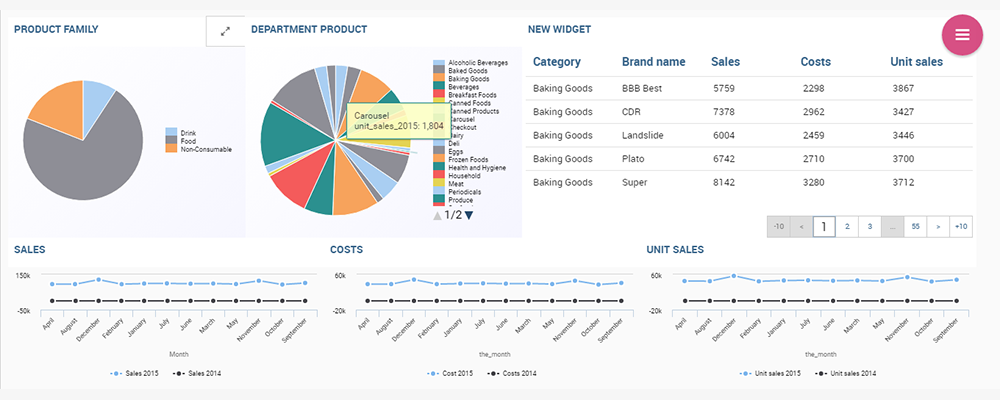 PRODUCT FAMILY
Drink
Food
Non-Consumable
DEPARTMENT PRODUCT
Alcoholic Beverages
Baked Goods
Baking Goods
Beverages
Breakfast Foods
Canned Foods
Canned Products
Carousel
Checkout
Dairy
Deli
Eggs
Frozen Foods
Health and Hygiene
Household
Meat
Periodicals
Produce
1/2
Carousel
unit_sales_2015: 1,804
NEW WIDGET
Category Brand name Sales Costs Unit sales
Baking Goods BBB Best 5759 2298 3867
Baking Goods CDR 7378 2962 3427
Baking Goods Landslide 6004 2459 3446
Baking Goods Plato 6742 2710 3700
Baking Goods Super 8142 3280 3712
-10 < 1 2 3 ... 55 > +10
SALES
150k
-50k
April August December February January July June March May November October September
Month
Sales 2015 Sales 2014
COSTS
60k
-20k
April August December February January July June March May November October September
the_month
Cost 2015 Costs 2014
UNIT SALES
60k
-20k
April August December February January July June March May November October September
the_month
Unit sales 2015 Unit sales 2014